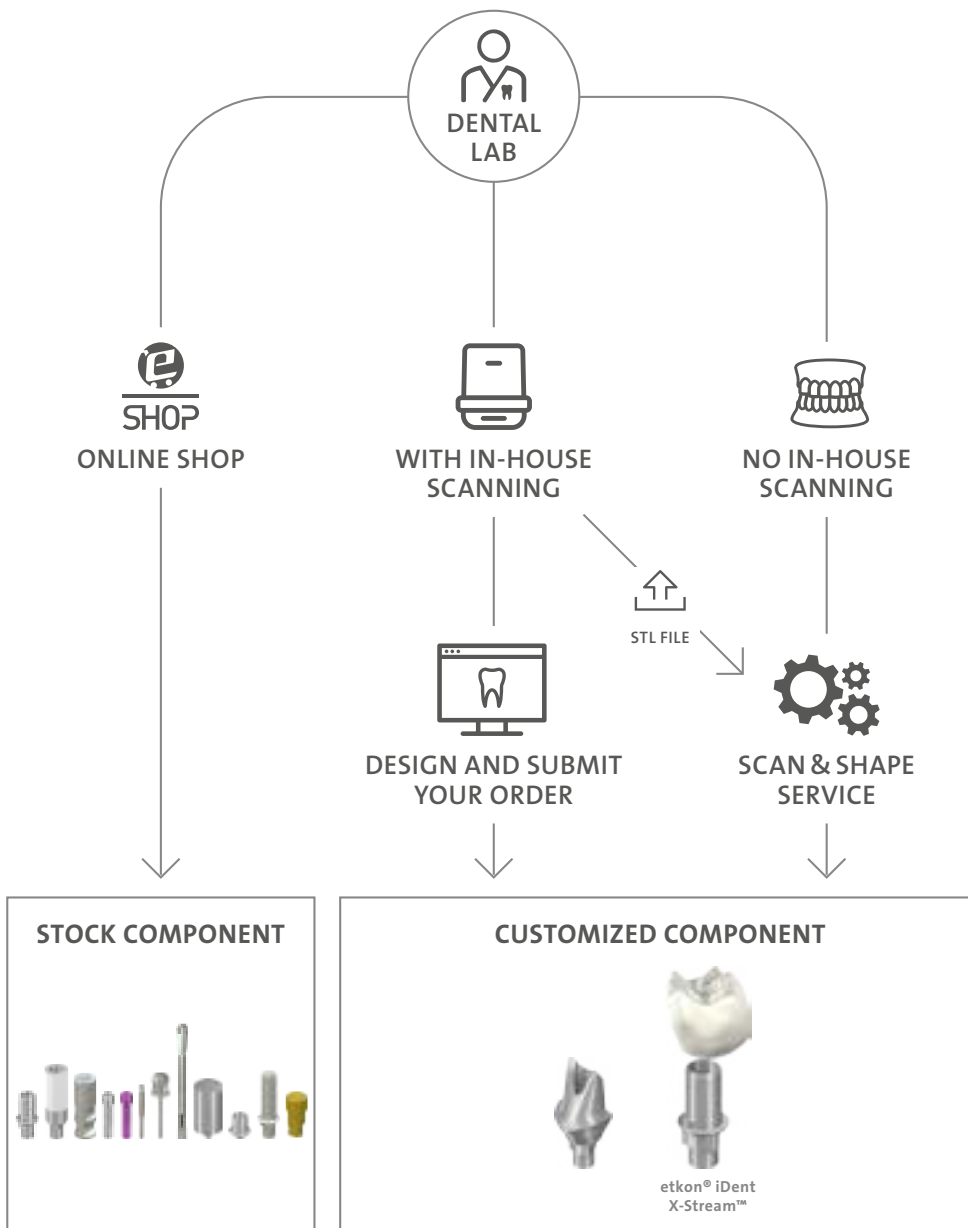 DENTAL
LAB
e
SHOP
ONLINE SHOP
WITH IN-HOUSE
SCANNING
NO IN-HOUSE
SCANNING
STL FILE
DESIGN AND SUBMIT
YOUR ORDER
SCAN & SHAPE
SERVICE
STOCK COMPONENT
CUSTOMIZED COMPONENT
etkon® iDent
X-Stream™